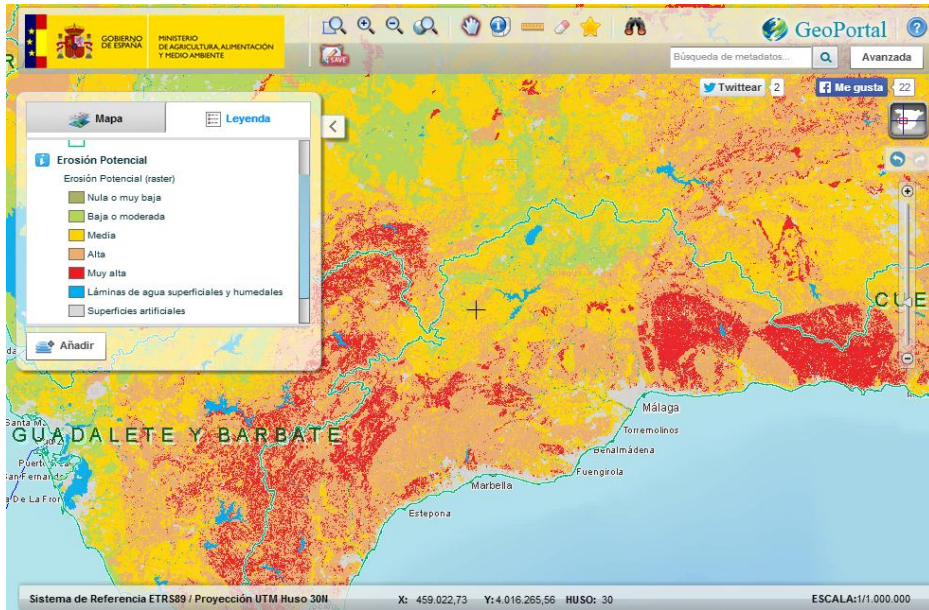 GOBIERNO
DE ESPAÑA
MINISTERIO
DE AGRICULTURA, ALIMENTACIÓN
Y MEDIO AMBIENTE
SAVE
GeoPortal
?
Búsqueda de metadatos...
Avanzada
Twittear
2
Me gusta
22
Mapa
Leyenda
Erosión Potencial
Erosión Potencial (raster)
Nula o muy baja
Baja o moderada
Media
Alta
Muy alta
Láminas de agua superficiales y humedales
Superficies artificiales
Añadir
CUE
GUADALETE Y BARBATE
Málaga
Torremolinos
Benalmádena
Fuengirola
Marbella
Estepona
Santa M
Puert
San Fernand
De La Fron
Sistema de Referencia ETRS89 / Proyección UTM Huso 30N
X: 459.022,73 Y: 4.016.265,56 HUSO: 30
ESCALA:1/1.000.000